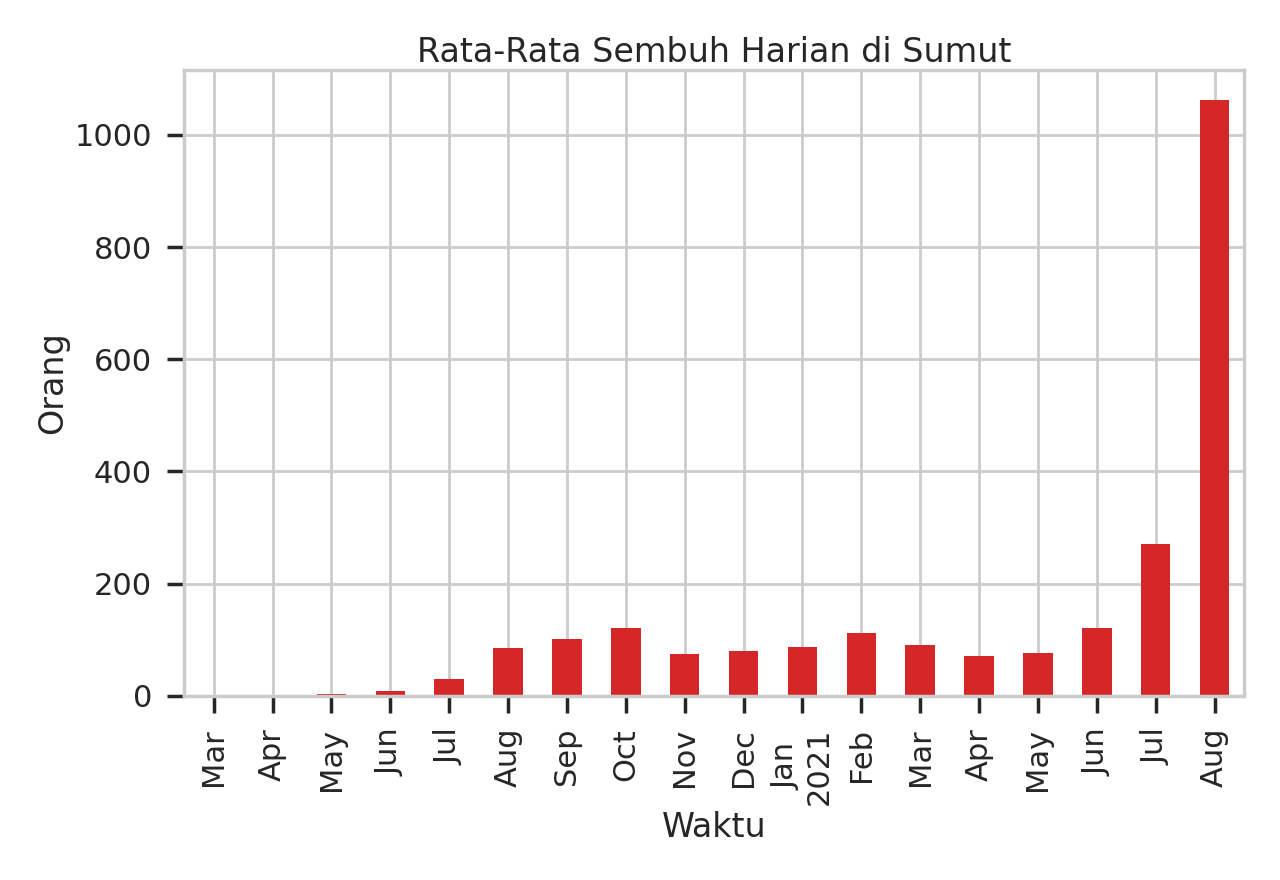 Rata-Rata Sembuh Harian di Sumut
1000
800
600
400
200
0
Orang
Mar
Apr
May
Jun
Jul
Aug
Sep
Oct
Nov
Dec
Jan
2021
Feb
Mar
Apr
May
Jun
Jul
Aug
Waktu